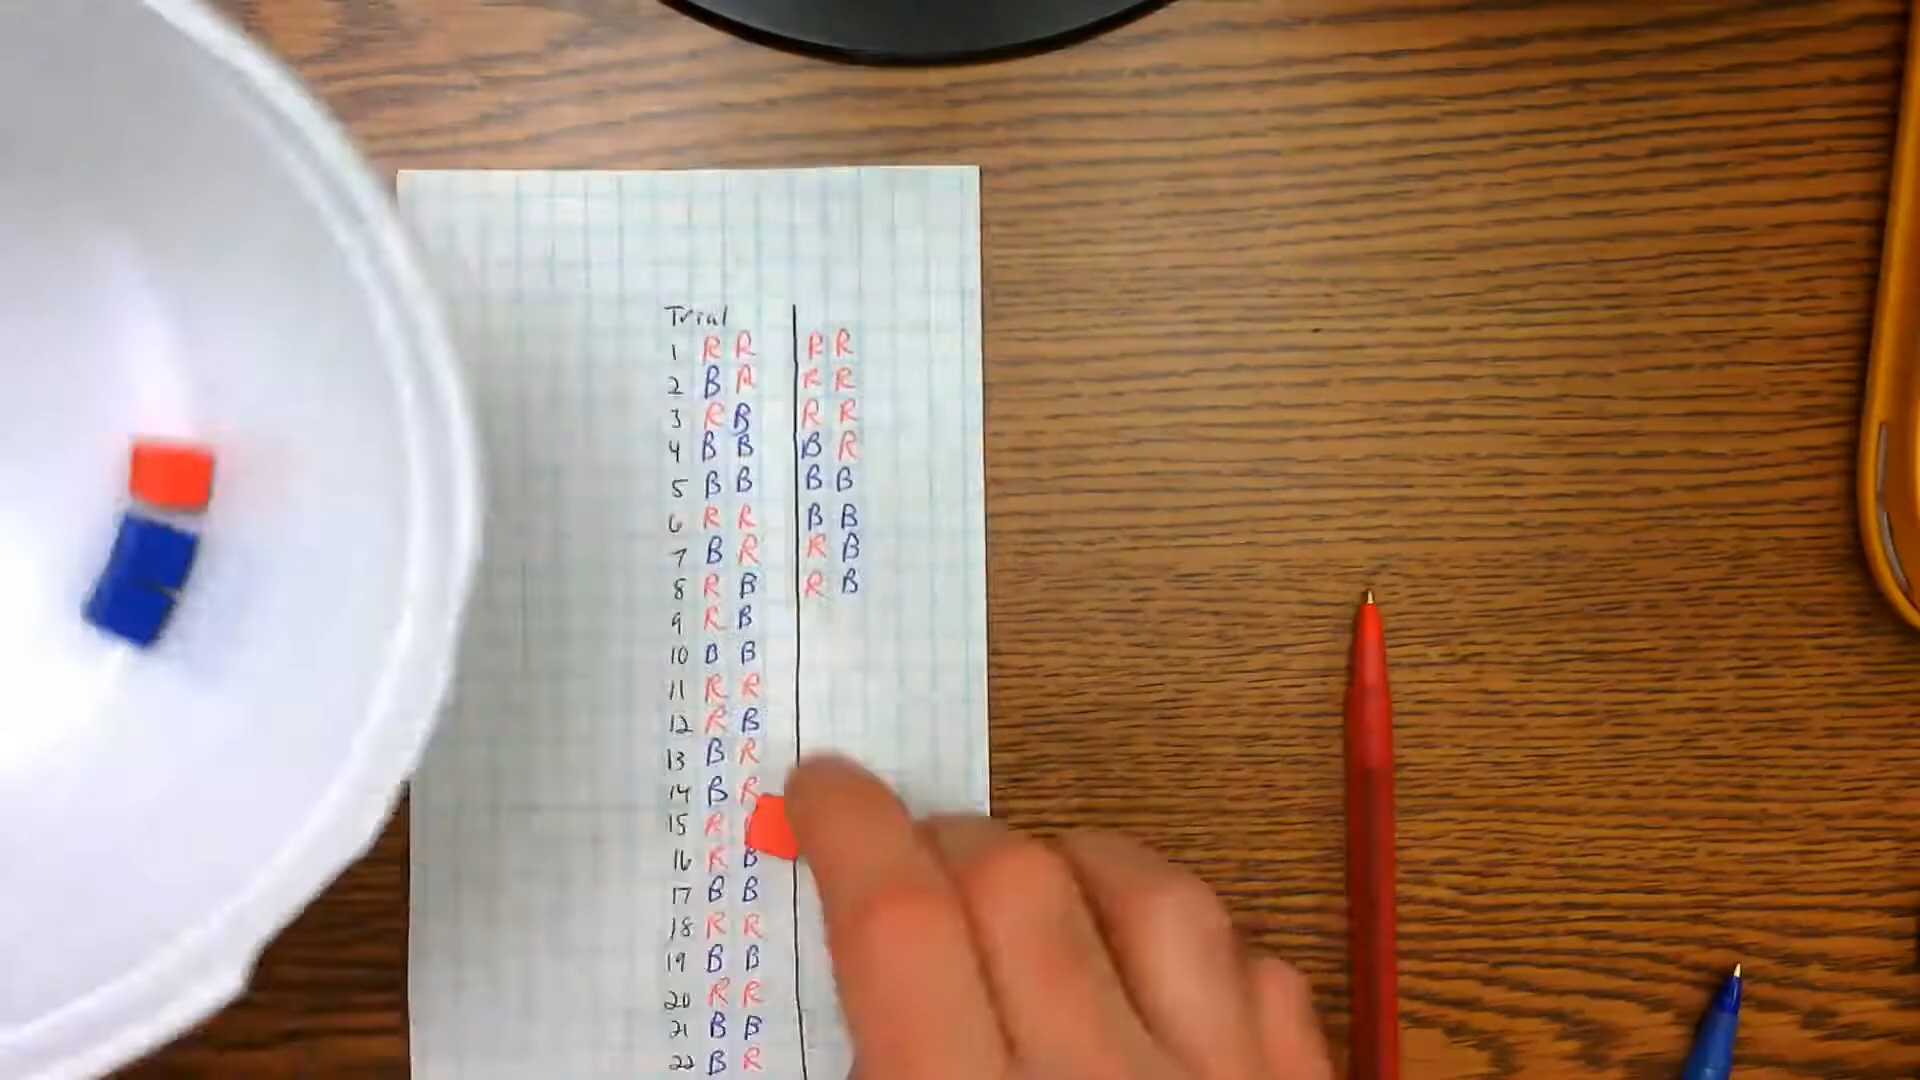 Trial
1 R R R R
2 B R R R
3 R B R R
4 B B B R
5 B B B B
6 R R B B
7 B R R B
8 R B R B
9 R B
10 B B
11 R R
12 R B
13 B R
14 B R
15 R
16 R B
17 B B
18 R R
19 B B
20 R R
21 B B
22 B R